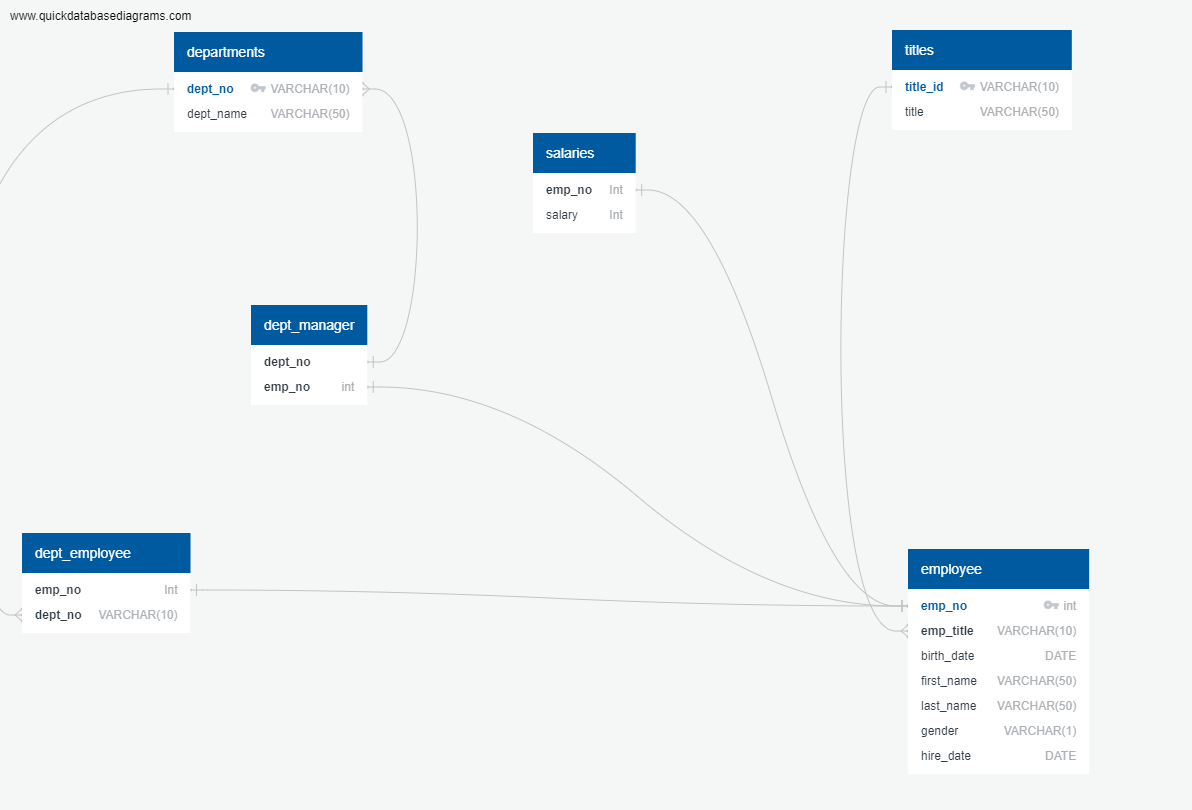 www.quickdatabasediagrams.com
departments
dept_no VARCHAR(10)
dept_name VARCHAR(50)
titles
title_id VARCHAR(10)
title VARCHAR(50)
salaries
emp_no Int
salary Int
dept_manager
dept_no
emp_no int
dept_employee
emp_no Int
dept_no VARCHAR(10)
employee
emp_no int
emp_title VARCHAR(10)
birth_date DATE
first_name VARCHAR(50)
last_name VARCHAR(50)
gender VARCHAR(1)
hire_date DATE